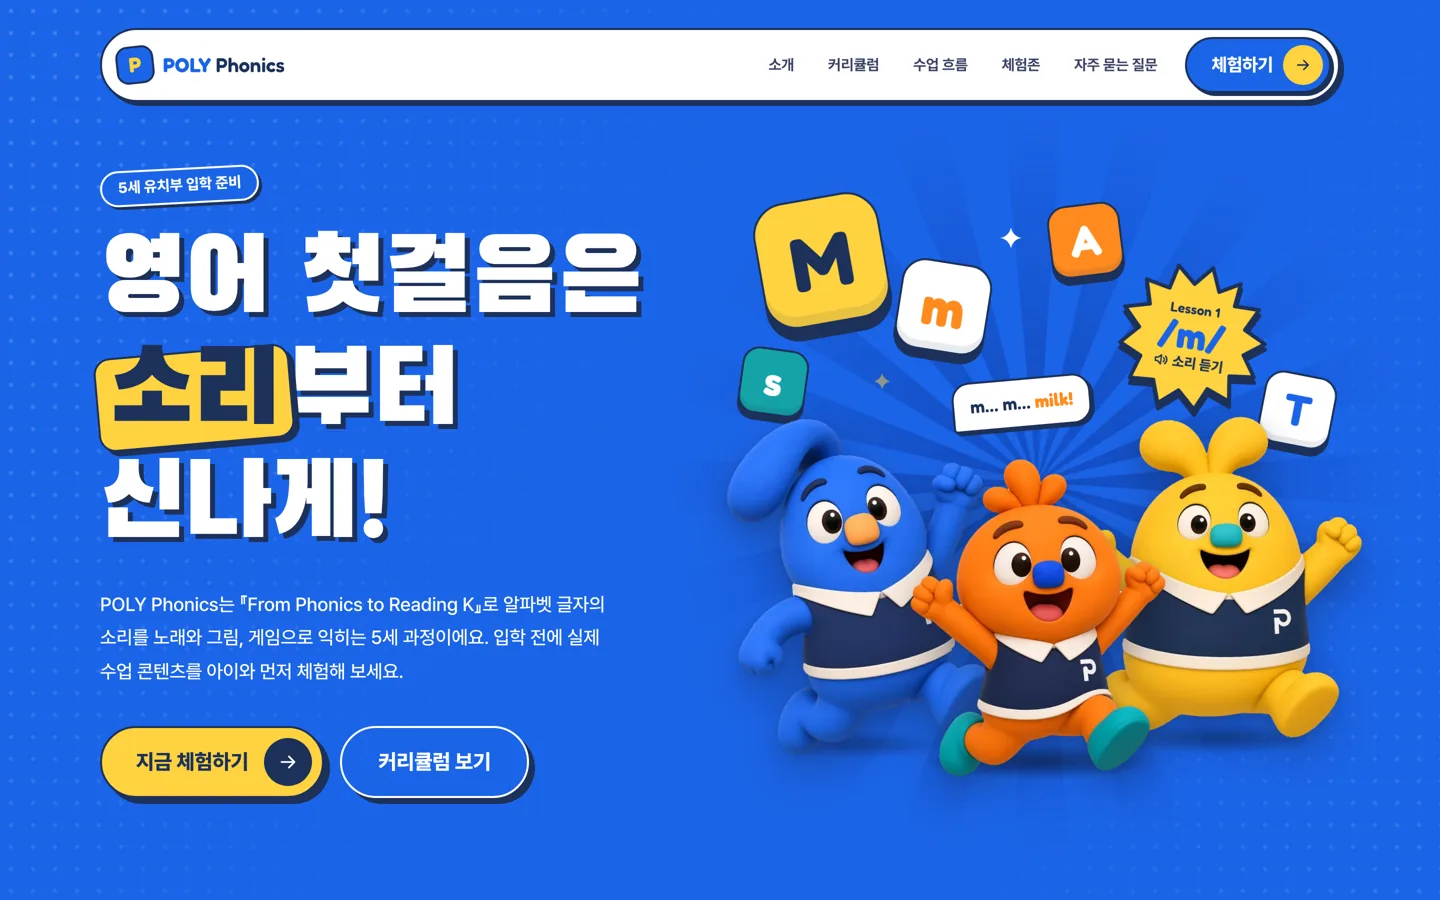 P POLY Phonics
소개 커리큘럼 수업 흐름 체험존 자주 묻는 질문 체험하기 →
5세 유치부 입학 준비
영어 첫걸음은
소리부터
신나게!
POLY Phonics는 『From Phonics to Reading K』로 알파벳 글자의
소리를 노래와 그림, 게임으로 익히는 5세 과정이에요. 입학 전에 실제
수업 콘텐츠를 아이와 먼저 체험해 보세요.
지금 체험하기 →
커리큘럼 보기
M
m
A
s
Lesson 1
/m/
소리 듣기
m... m... milk!
T
P
P